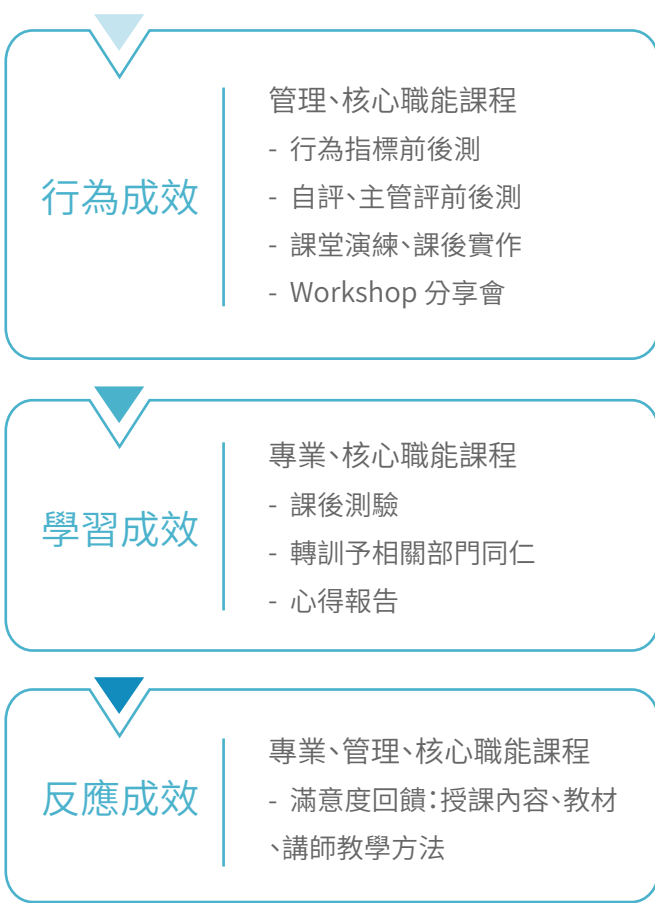 行為成效
管理、核心職能課程
- 行為指標前後測
- 自評、主管評前後測
- 課堂演練、課後實作
- Workshop 分享會
學習成效
專業、核心職能課程
- 課後測驗
- 轉訓予相關部門同仁
- 心得報告
反應成效
專業、管理、核心職能課程
- 滿意度回饋：授課內容、教材
、講師教學方法